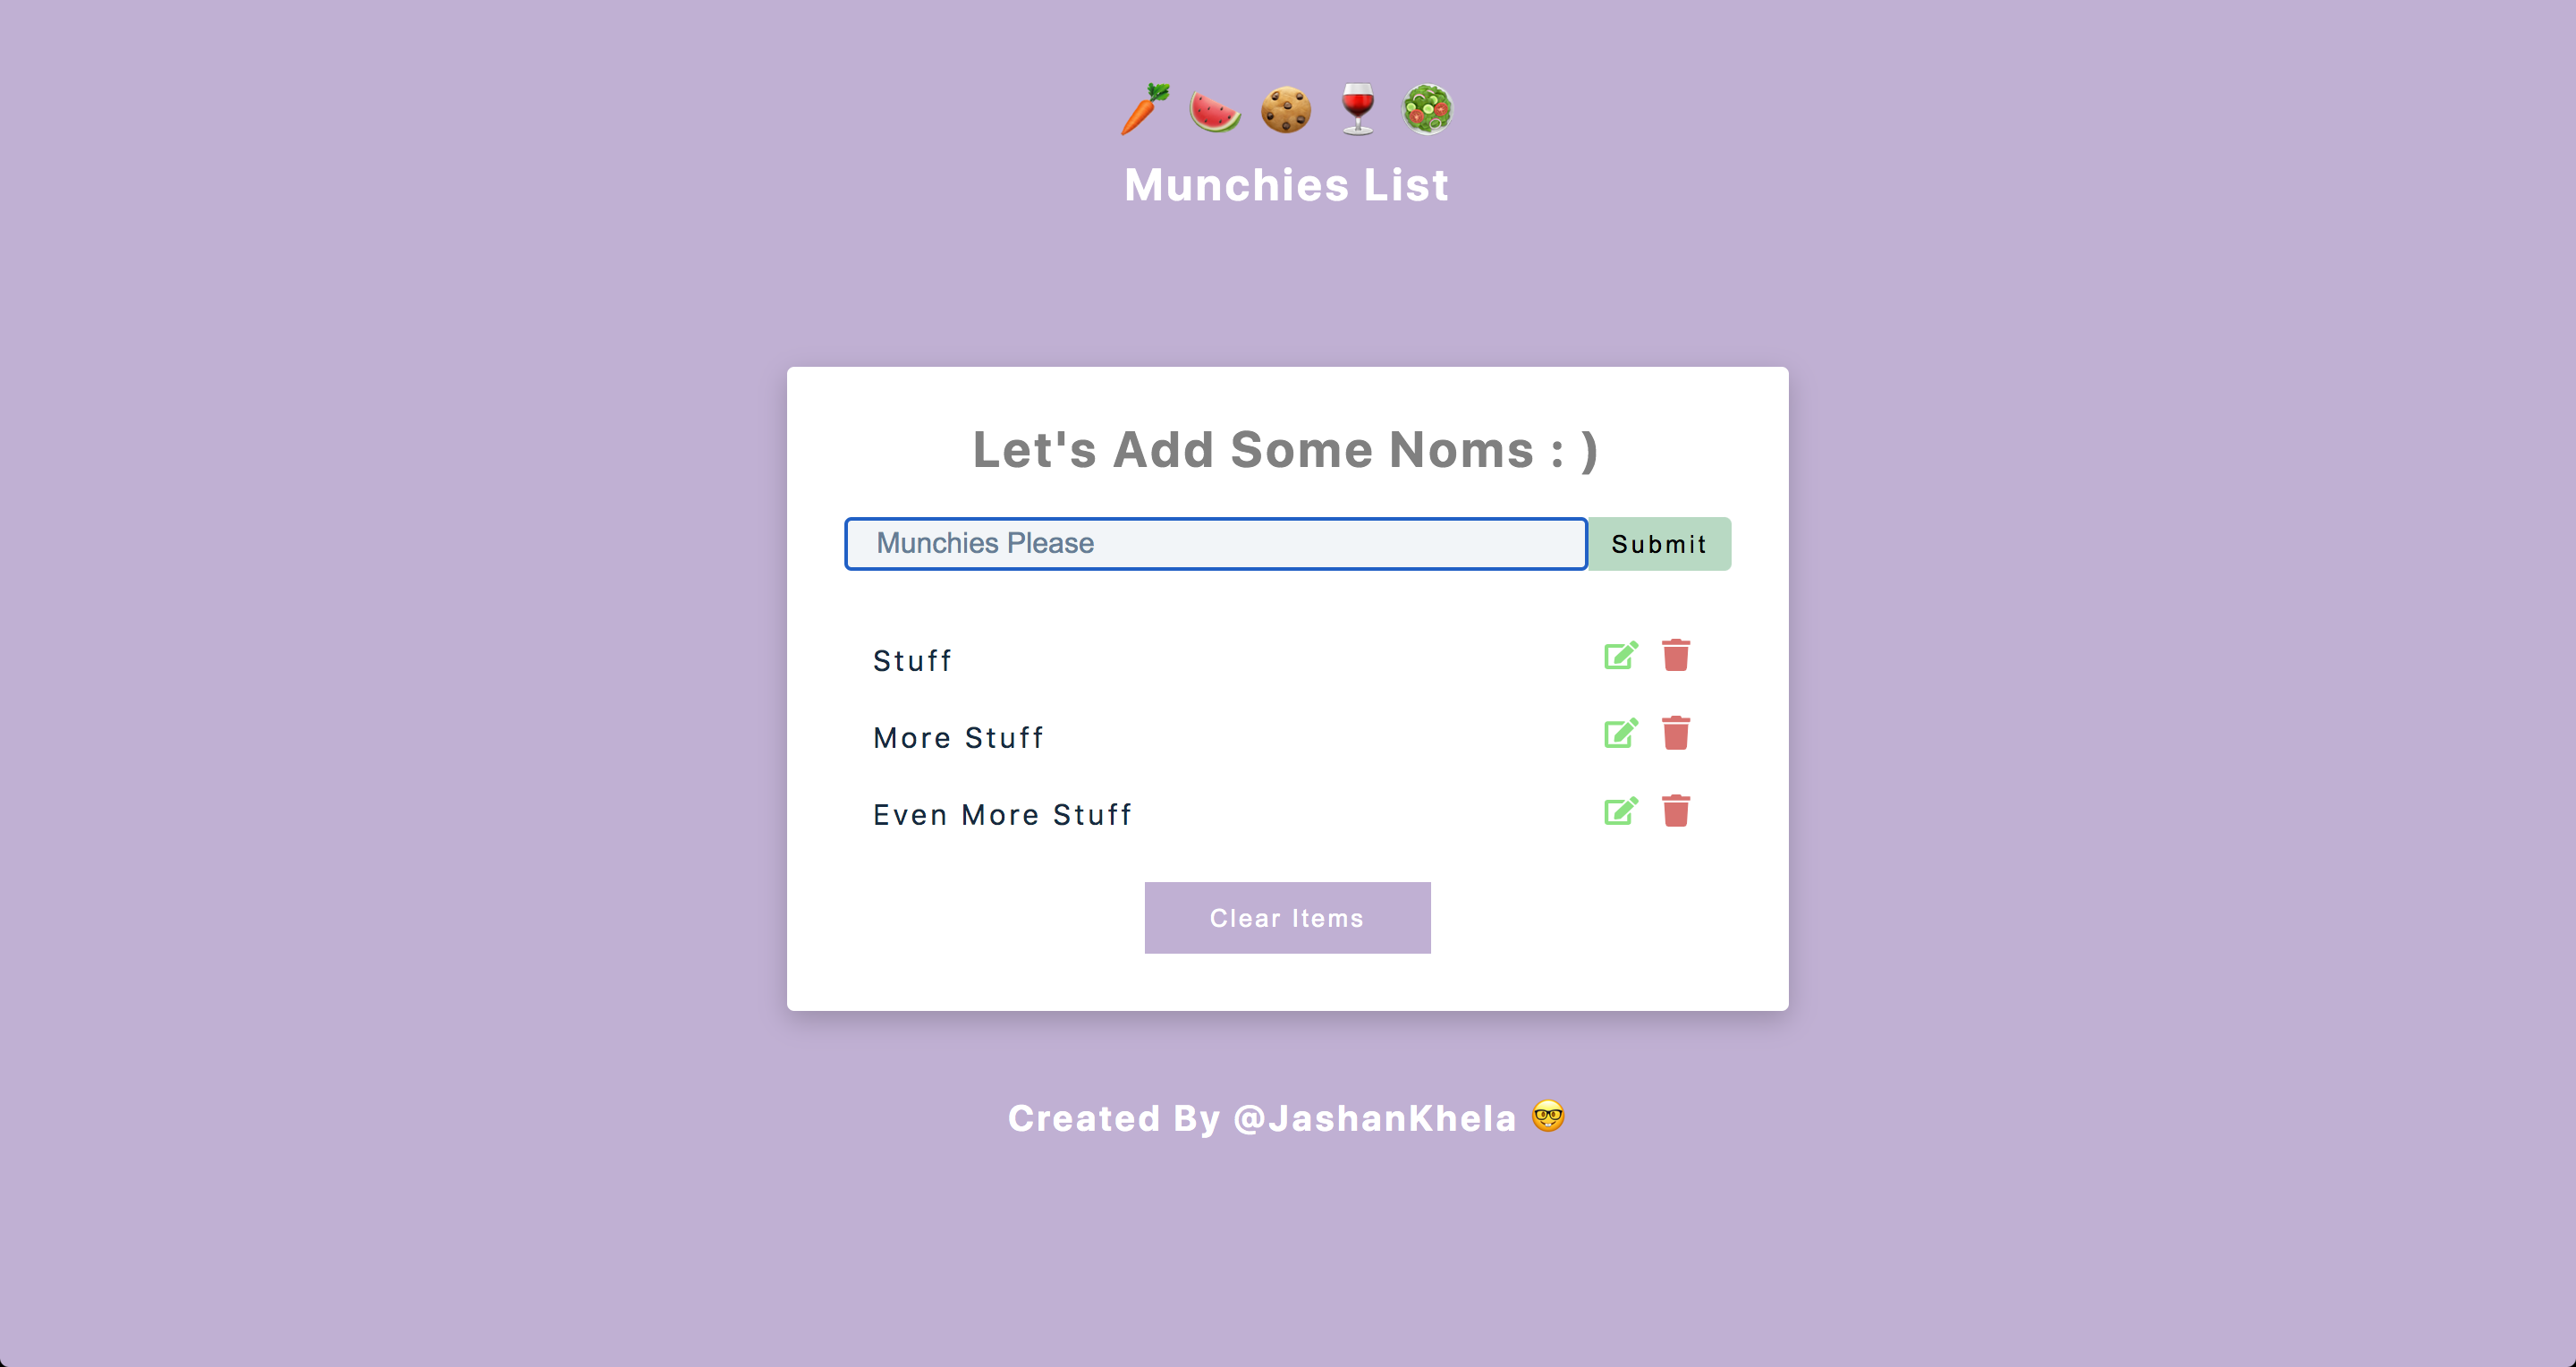 🥕 🍉 🍪 🍷 🥗
Munchies List
Let's Add Some Noms : )
Munchies Please
Submit
Stuff
More Stuff
Even More Stuff
Clear Items
Created By @JashanKhela 🤓